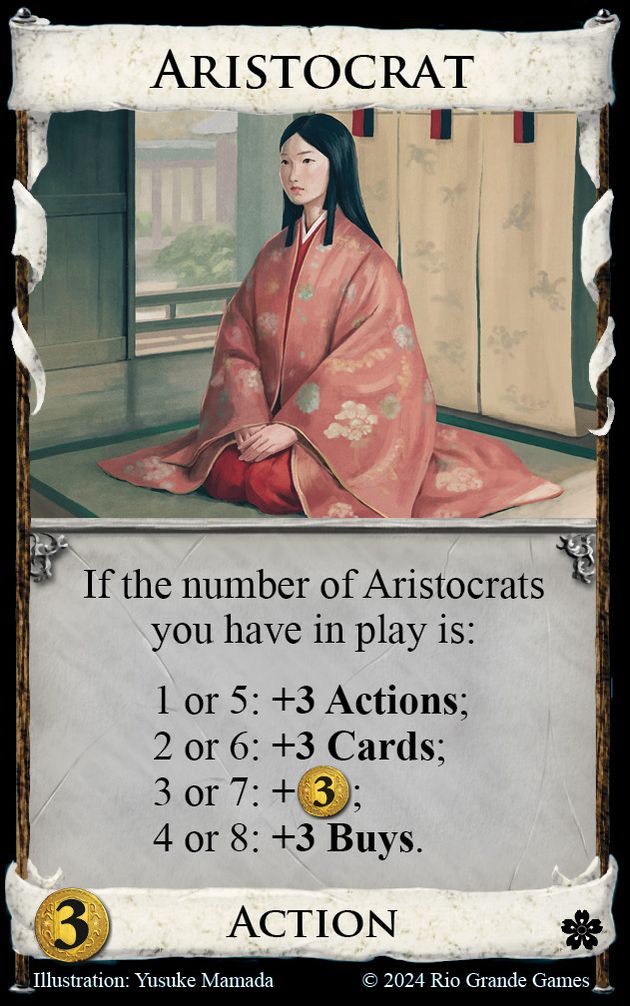 ARISTOCRAT
If the number of Aristocrats
you have in play is:
1 or 5: +3 Actions;
2 or 6: +3 Cards;
3 or 7: +3;
4 or 8: +3 Buys.
3
ACTION
Illustration: Yusuke Mamada © 2024 Rio Grande Games